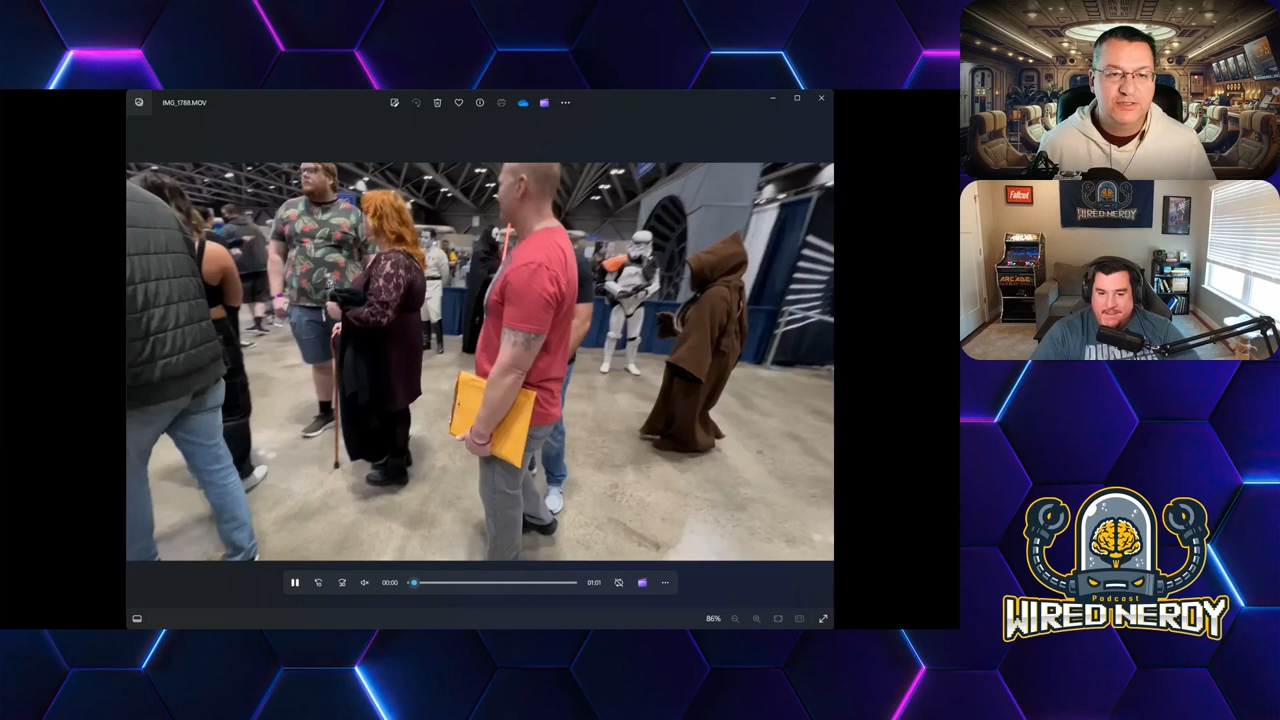 IMG_1788.MOV
00:00
01:01
86%
Fallout
WIRED NERDY
ARCADE
Podcast
WIRED NERDY